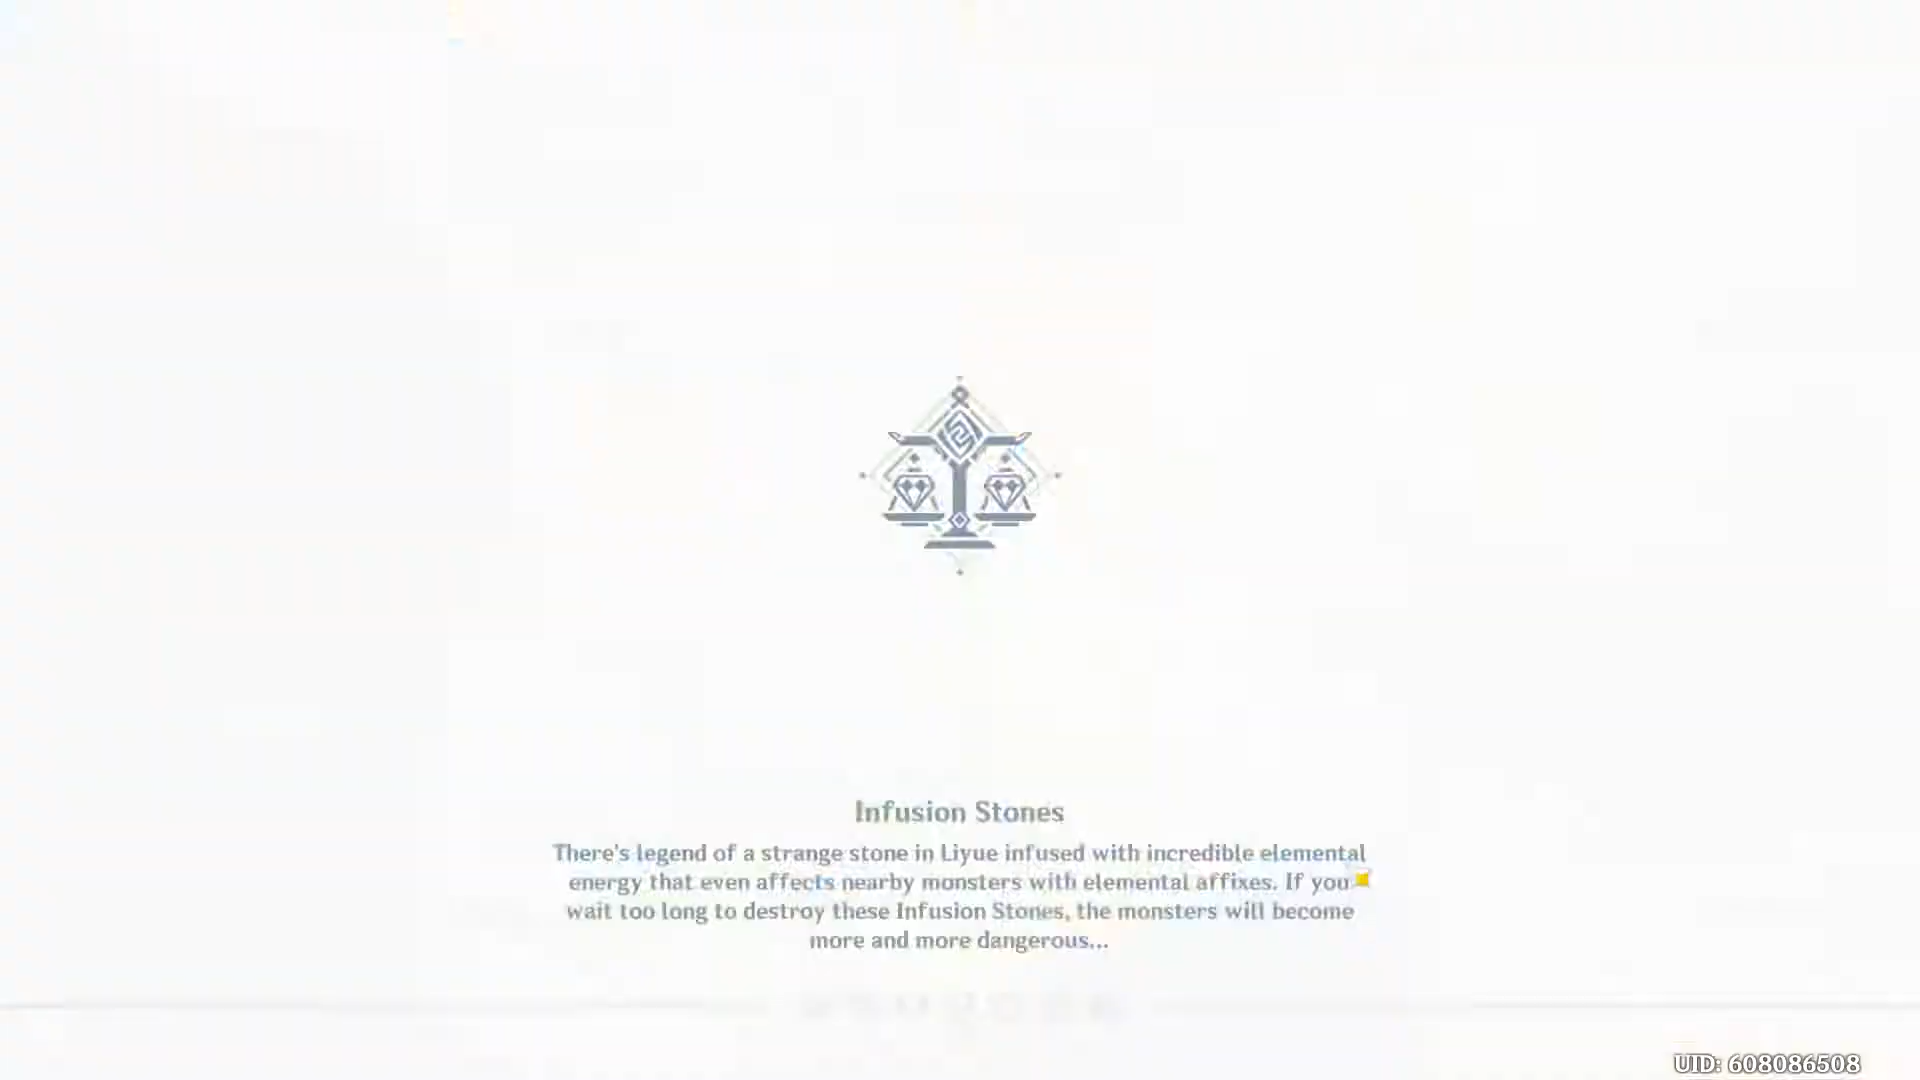 Infusion Stones
There's legend of a strange stone in Liyue infused with incredible elemental
energy that even affects nearby monsters with elemental affixes. If you
wait too long to destroy these Infusion Stones, the monsters will become
more and more dangerous...
UID: 608086508